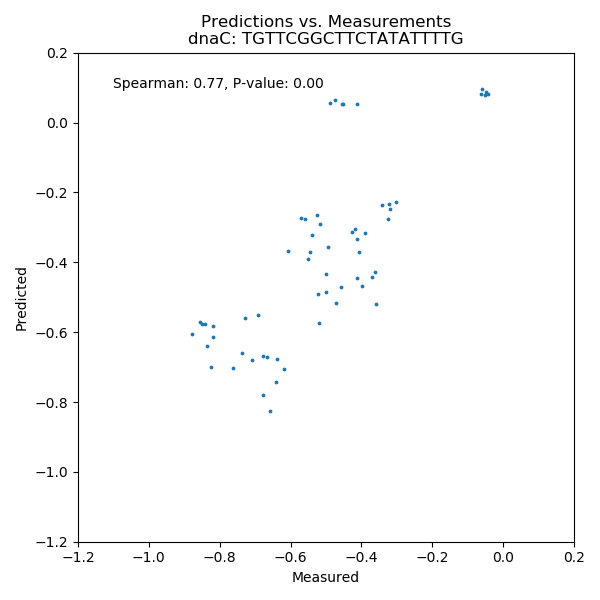 Predictions vs. Measurements
dnaC: TGTTCGGCTTCTATATTTTG
Spearman: 0.77, P-value: 0.00
0.2
0.0
−0.2
−0.4
−0.6
−0.8
−1.0
−1.2
Predicted
−1.2 −1.0 −0.8 −0.6 −0.4 −0.2 0.0 0.2
Measured